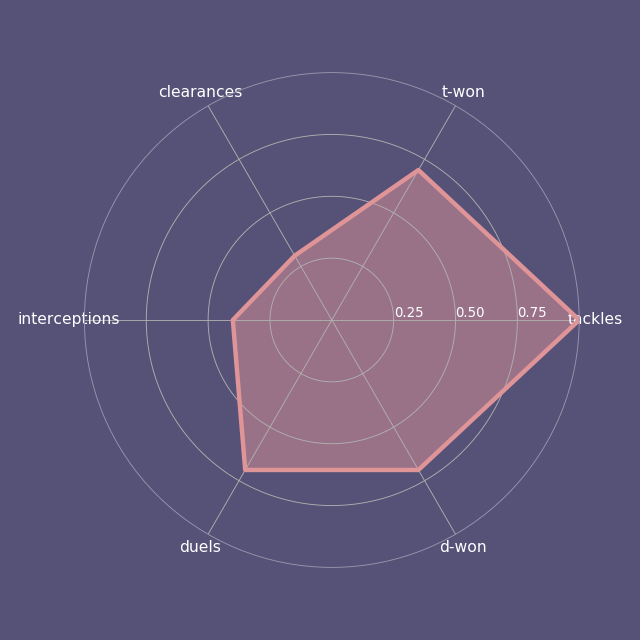 clearances
t-won
interceptions
0.25
0.50
0.75
tackles
duels
d-won